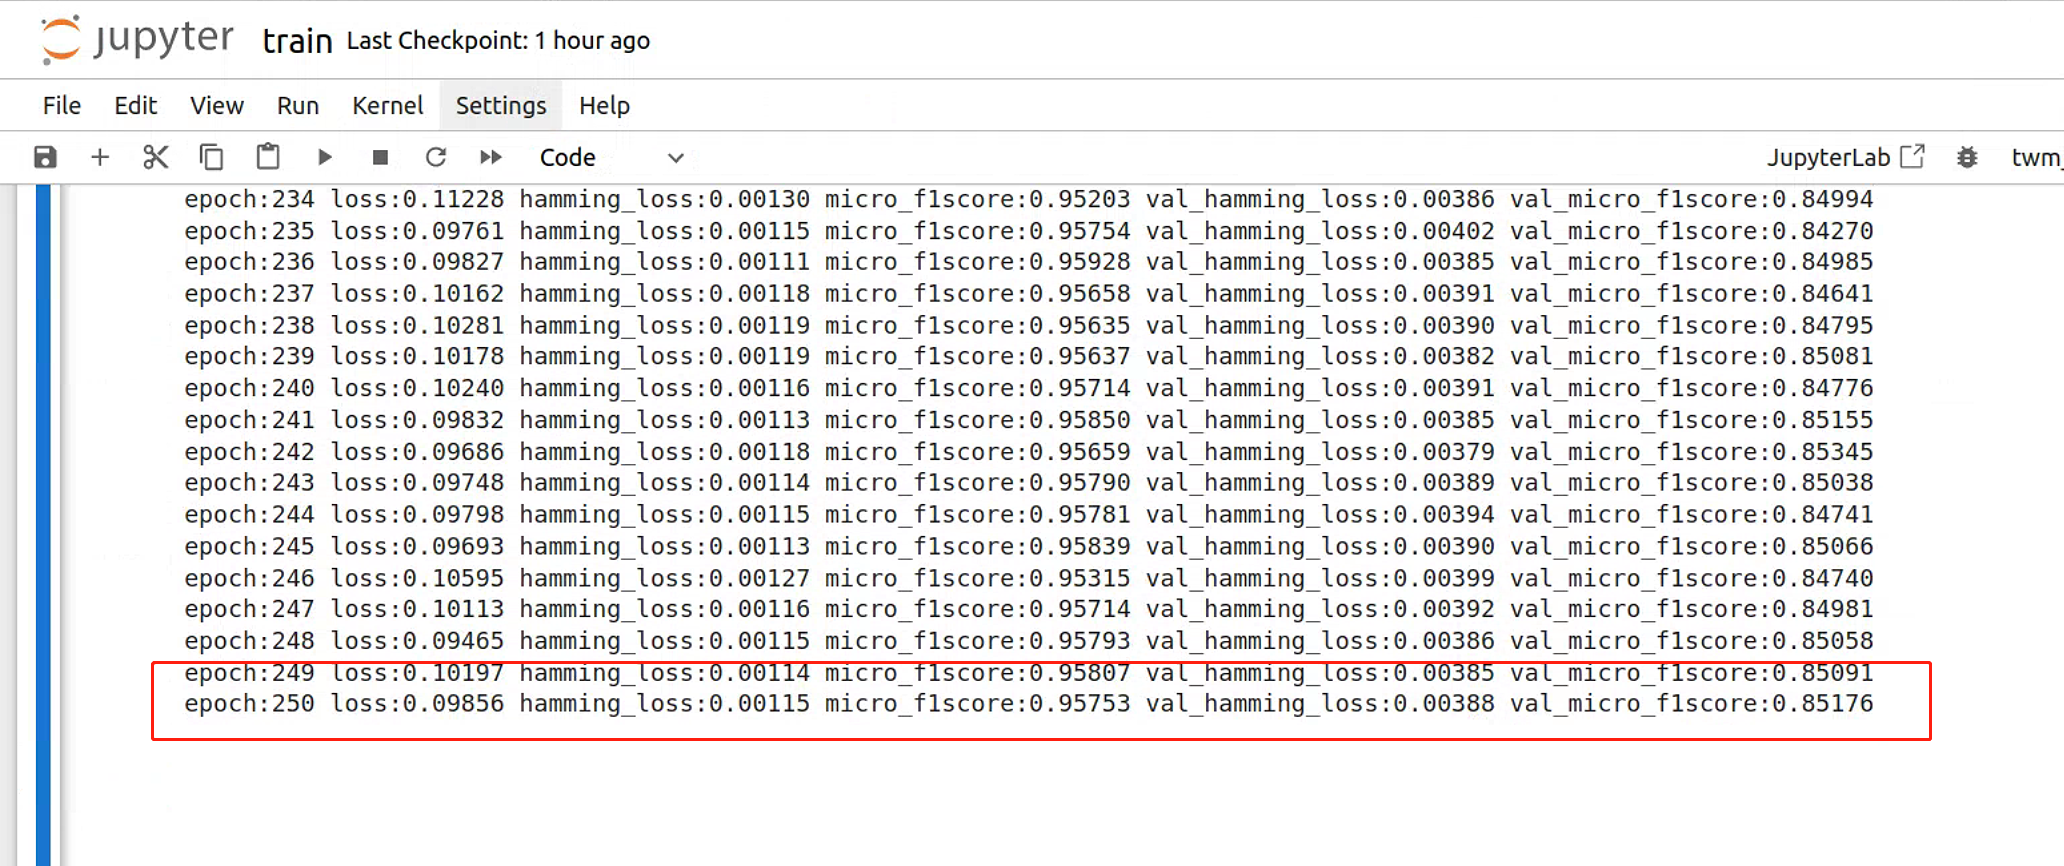 jupyter train Last Checkpoint: 1 hour ago
File Edit View Run Kernel Settings Help
Code JupyterLab twm_
epoch:234 loss:0.11228 hamming_loss:0.00130 micro_f1score:0.95203 val_hamming_loss:0.00386 val_micro_f1score:0.84994
epoch:235 loss:0.09761 hamming_loss:0.00115 micro_f1score:0.95754 val_hamming_loss:0.00402 val_micro_f1score:0.84270
epoch:236 loss:0.09827 hamming_loss:0.00111 micro_f1score:0.95928 val_hamming_loss:0.00385 val_micro_f1score:0.84985
epoch:237 loss:0.10162 hamming_loss:0.00118 micro_f1score:0.95658 val_hamming_loss:0.00391 val_micro_f1score:0.84641
epoch:238 loss:0.10281 hamming_loss:0.00119 micro_f1score:0.95635 val_hamming_loss:0.00390 val_micro_f1score:0.84795
epoch:239 loss:0.10178 hamming_loss:0.00119 micro_f1score:0.95637 val_hamming_loss:0.00382 val_micro_f1score:0.85081
epoch:240 loss:0.10240 hamming_loss:0.00116 micro_f1score:0.95714 val_hamming_loss:0.00391 val_micro_f1score:0.84776
epoch:241 loss:0.09832 hamming_loss:0.00113 micro_f1score:0.95850 val_hamming_loss:0.00385 val_micro_f1score:0.85155
epoch:242 loss:0.09686 hamming_loss:0.00118 micro_f1score:0.95659 val_hamming_loss:0.00379 val_micro_f1score:0.85345
epoch:243 loss:0.09748 hamming_loss:0.00114 micro_f1score:0.95790 val_hamming_loss:0.00389 val_micro_f1score:0.85038
epoch:244 loss:0.09798 hamming_loss:0.00115 micro_f1score:0.95781 val_hamming_loss:0.00394 val_micro_f1score:0.84741
epoch:245 loss:0.09693 hamming_loss:0.00113 micro_f1score:0.95839 val_hamming_loss:0.00390 val_micro_f1score:0.85066
epoch:246 loss:0.10595 hamming_loss:0.00127 micro_f1score:0.95315 val_hamming_loss:0.00399 val_micro_f1score:0.84740
epoch:247 loss:0.10113 hamming_loss:0.00116 micro_f1score:0.95714 val_hamming_loss:0.00392 val_micro_f1score:0.84981
epoch:248 loss:0.09465 hamming_loss:0.00115 micro_f1score:0.95793 val_hamming_loss:0.00386 val_micro_f1score:0.85058
epoch:249 loss:0.10197 hamming_loss:0.00114 micro_f1score:0.95807 val_hamming_loss:0.00385 val_micro_f1score:0.85091
epoch:250 loss:0.09856 hamming_loss:0.00115 micro_f1score:0.95753 val_hamming_loss:0.00388 val_micro_f1score:0.85176